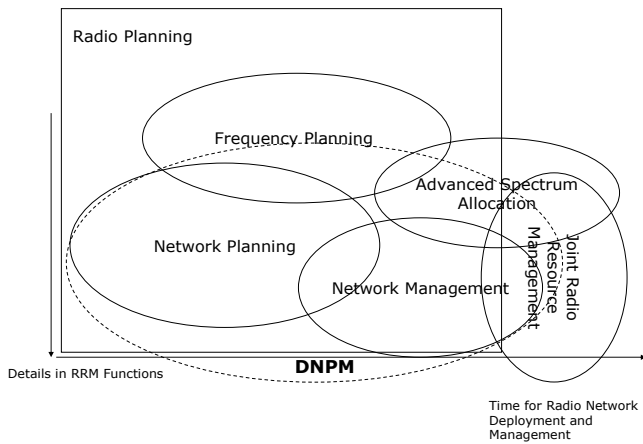 Radio Planning
Frequency Planning
Advanced Spectrum
Allocation
Network Planning
Network Management
Joint Radio
Resource
Management
DNPM
Details in RRM Functions
Time for Radio Network
Deployment and
Management